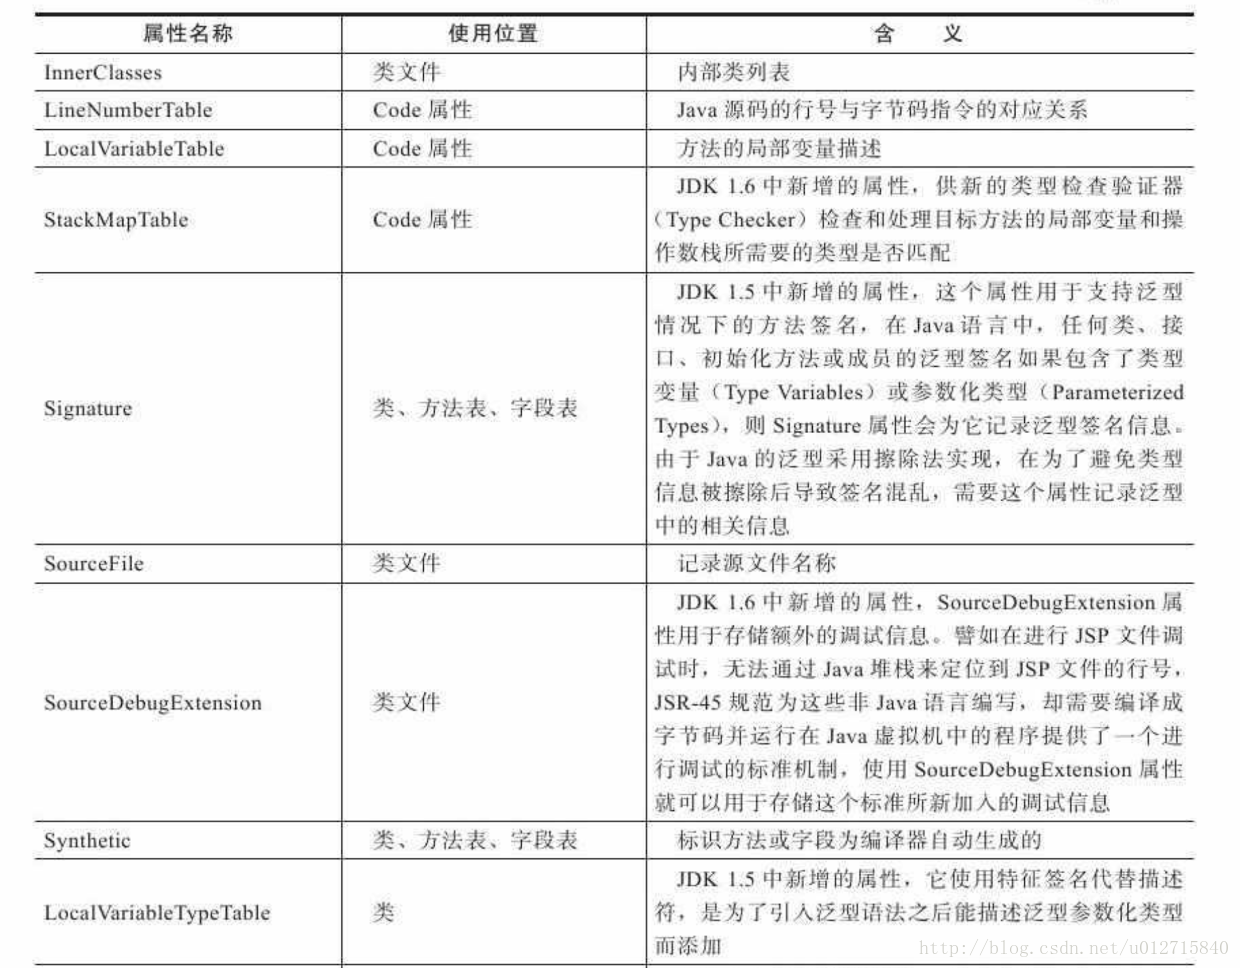 属性名称 使用位置 含 义
InnerClasses 类文件 内部类列表
LineNumberTable Code 属性 Java 源码的行号与字节码指令的对应关系
LocalVariableTable Code 属性 方法的局部变量描述
StackMapTable Code 属性 JDK 1.6 中新增的属性，供新的类型检查验证器
（Type Checker）检查和处理目标方法的局部变量和操
作数栈所需要的类型是否匹配
Signature 类、方法表、字段表 JDK 1.5 中新增的属性，这个属性用于支持泛型
情况下的方法签名，在 Java 语言中，任何类、接
口、初始化方法或成员的泛型签名如果包含了类型
变量（Type Variables）或参数化类型（Parameterized
Types），则 Signature 属性会为它记录泛型签名信息。
由于 Java 的泛型采用擦除法实现，在为了避免类型
信息被擦除后导致签名混乱，需要这个属性记录泛型
中的相关信息
SourceFile 类文件 记录源文件名称
SourceDebugExtension 类文件 JDK 1.6 中新增的属性，SourceDebugExtension 属
性用于存储额外的调试信息。譬如在进行 JSP 文件调
试时，无法通过 Java 堆栈来定位到 JSP 文件的行号，
JSR-45 规范为这些非 Java 语言编写，却需要编译成
字节码并运行在 Java 虚拟机中的程序提供了一个进
行调试的标准机制，使用 SourceDebugExtension 属性
就可以用于存储这个标准所新加入的调试信息
Synthetic 类、方法表、字段表 标识方法或字段为编译器自动生成的
LocalVariableTypeTable 类 JDK 1.5 中新增的属性，它使用特征签名代替描述
符，是为了引入泛型语法之后能描述泛型参数化类型
而添加
http://blog.csdn.net/u012715840